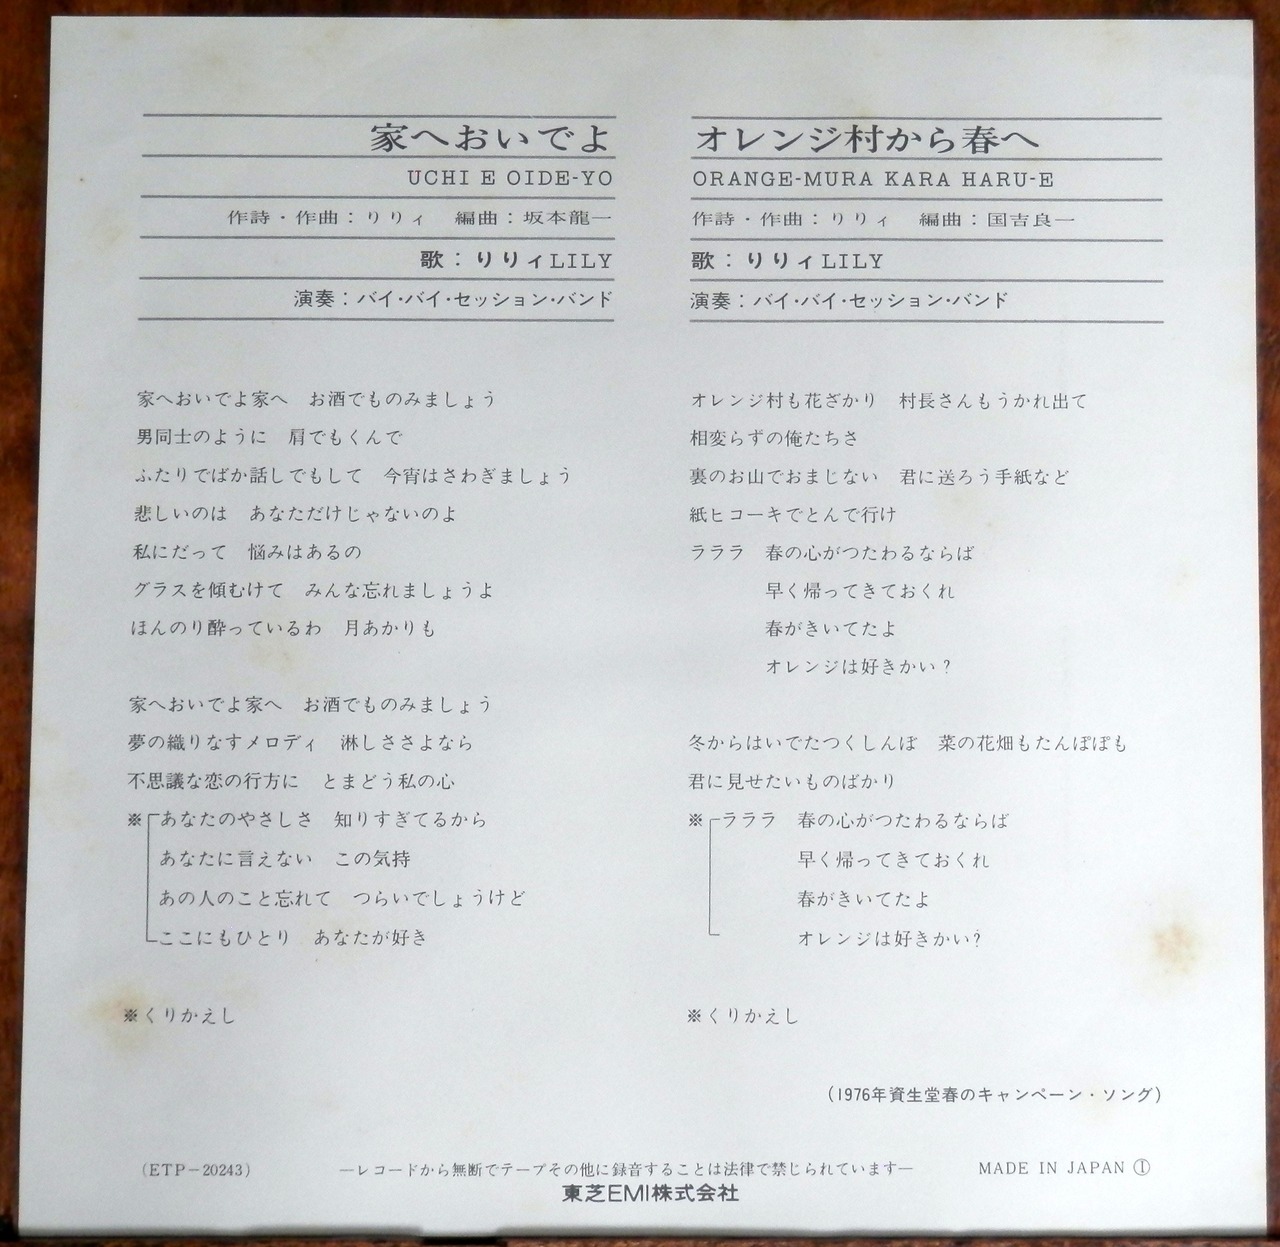 家へおいでよ
UCHI E OIDE-YO
作詩・作曲：りりィ　編曲：坂本龍一
歌：りりィLILY
演奏：バイ・バイ・セッション・バンド
家へおいでよ家へ　お酒でものみましょう
男同士のように　肩でもくんで
ふたりでばか話しでもして　今宵はさわぎましょう
悲しいのは　あなただけじゃないのよ
私にだって　悩みはあるの
グラスを傾むけて　みんな忘れましょうよ
ほんのり酔っているわ　月あかりも
家へおいでよ家へ　お酒でものみましょう
夢の織りなすメロディ　淋しささよなら
不思議な恋の行方に　とまどう私の心
※あなたのやさしさ　知りすぎてるから
あなたに言えない　この気持
あの人のこと忘れて　つらいでしょうけど
ここにもひとり　あなたが好き
※くりかえし
オレンジ村から春へ
ORANGE-MURA KARA HARU-E
作詩・作曲：りりィ　編曲：国吉良一
歌：りりィLILY
演奏：バイ・バイ・セッション・バンド
オレンジ村も花ざかり　村長さんもうかれ出て
相変らずの俺たちさ
裏のお山でおまじない　君に送ろう手紙など
紙ヒコーキでとんで行け
ラララ　春の心がつたわるならば
早く帰ってきておくれ
春がきいてたよ
オレンジは好きかい？
冬からはいでたつくしんぼ　菜の花畑もたんぽぽも
君に見せたいものばかり
※ラララ　春の心がつたわるならば
早く帰ってきておくれ
春がきいてたよ
オレンジは好きかい？
※くりかえし
(1976年資生堂春のキャンペーン・ソング)
(ETP-20243)
―レコードから無断でテープその他に録音することは法律で禁じられています―
MADE IN JAPAN Ⓘ
東芝EMI株式会社